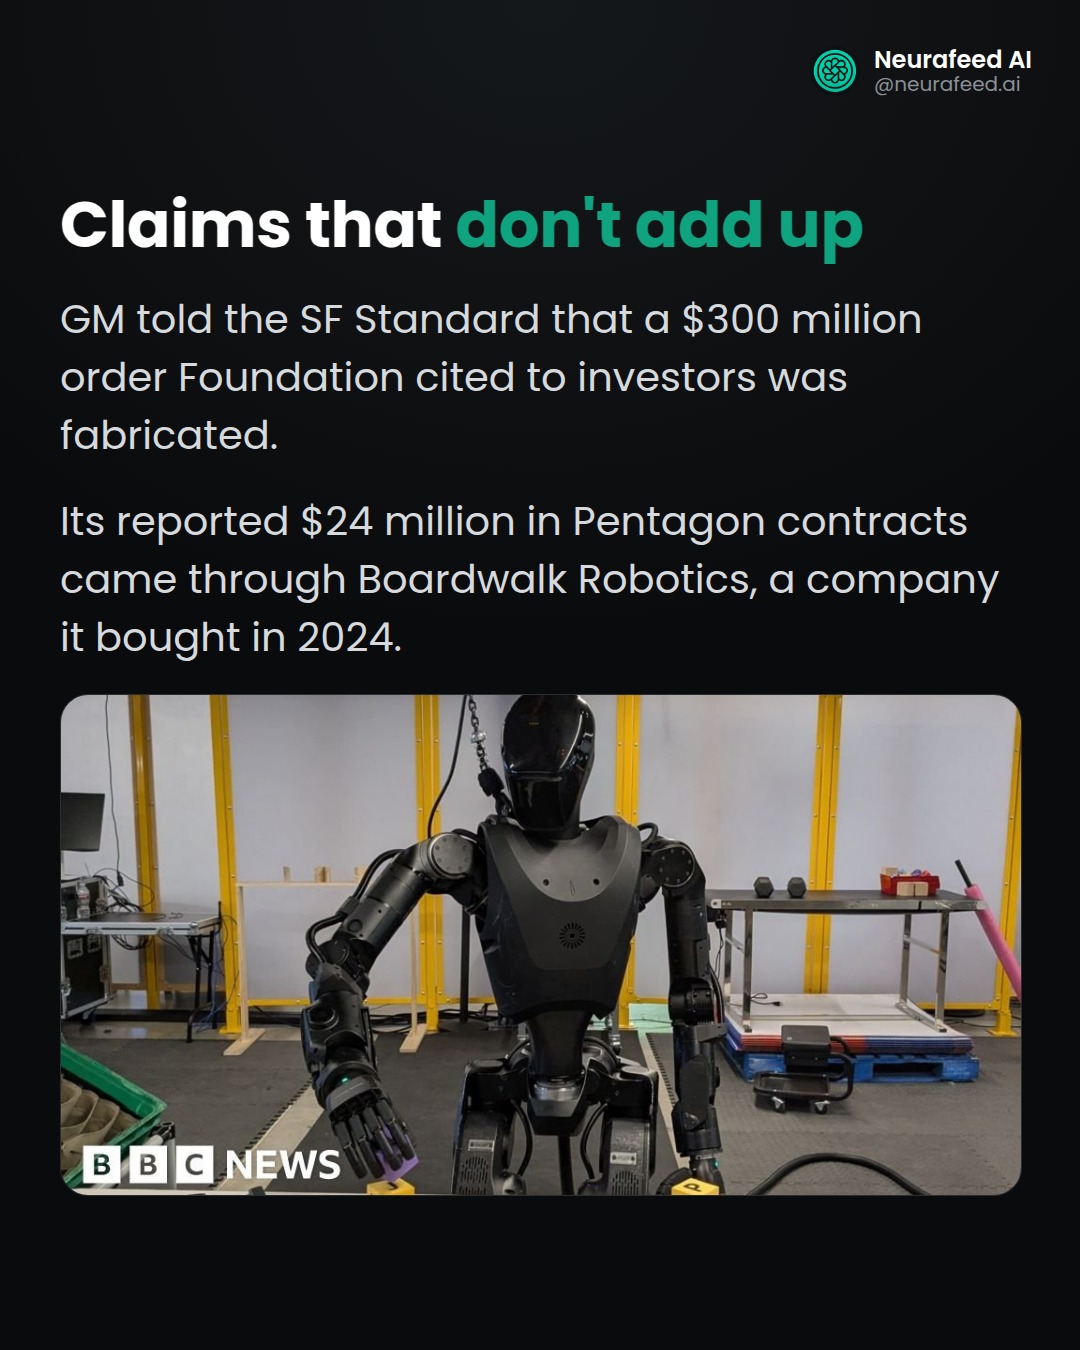 Neurafeed AI
@neurafeed.ai
Claims that don't add up
GM told the SF Standard that a $300 million
order Foundation cited to investors was
fabricated.
Its reported $24 million in Pentagon contracts
came through Boardwalk Robotics, a company
it bought in 2024.
BBC NEWS
P